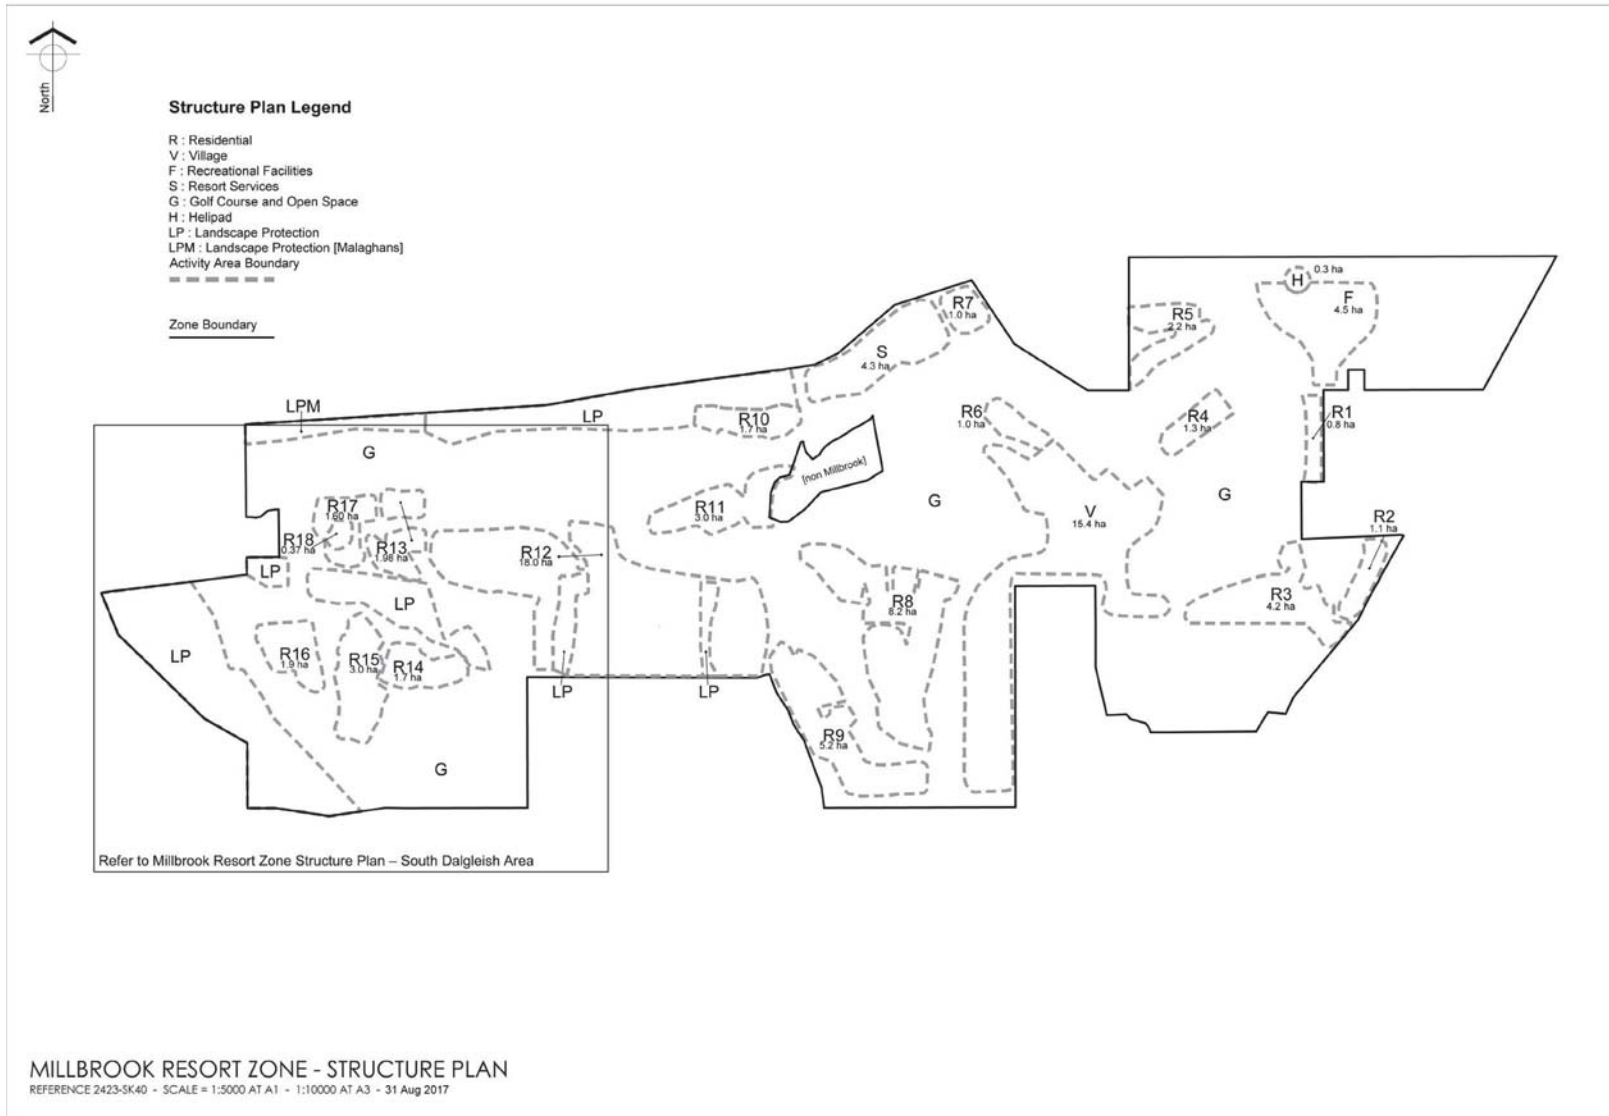 North
Structure Plan Legend
R : Residential
V : Village
F : Recreational Facilities
S : Resort Services
G : Golf Course and Open Space
H : Helipad
LP : Landscape Protection
LPM : Landscape Protection [Malaghans]
Activity Area Boundary
Zone Boundary
H
0.3 ha
F
4.5 ha
R7
1.0 ha
R5
2.2 ha
S
4.3 ha
LPM
LP
R10
1.7 ha
R6
1.0 ha
R4
1.3 ha
R1
0.8 ha
G
[non Millbrook]
R17
1.60 ha
R11
3.0 ha
G
V
15.4 ha
G
R2
1.1 ha
R18
0.37 ha
R13
1.98 ha
R12
18.0 ha
LP
LP
R8
8.2 ha
R3
4.2 ha
LP
R16
1.9 ha
R15
3.0 ha
R14
1.7 ha
LP
LP
R9
5.2 ha
G
Refer to Millbrook Resort Zone Structure Plan – South Dalgleish Area
MILLBROOK RESORT ZONE - STRUCTURE PLAN
REFERENCE 2423-SK40 - SCALE = 1:5000 AT A1 - 1:10000 AT A3 - 31 Aug 2017